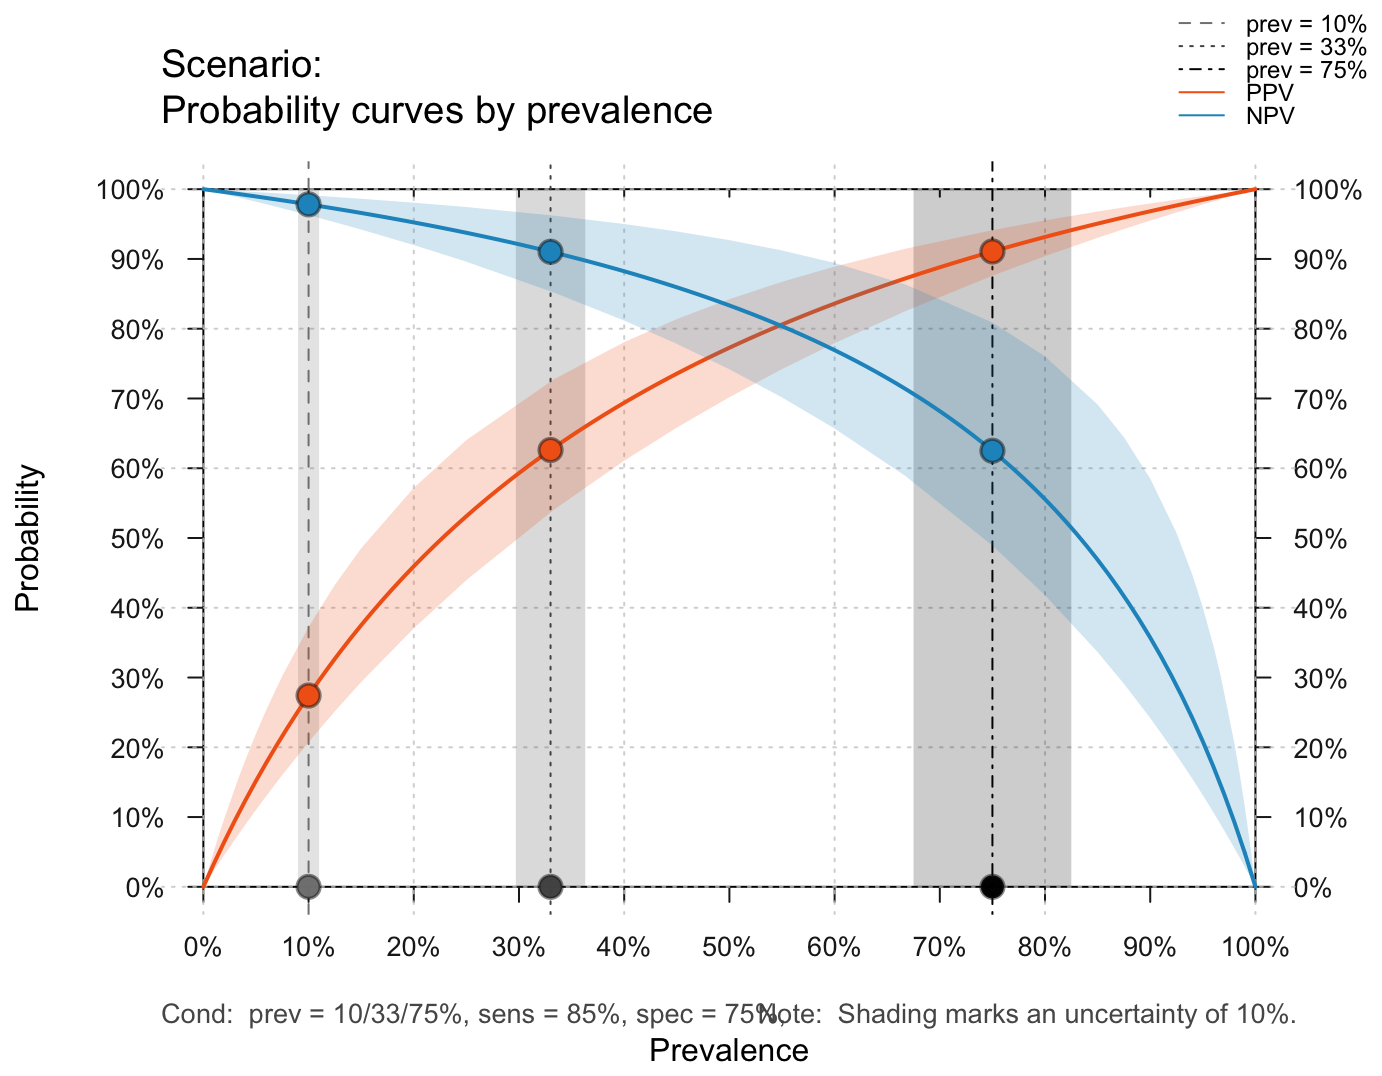 prev = 10%
prev = 33%
prev = 75%
PPV
NPV
Scenario:
Probability curves by prevalence
100%
90%
80%
70%
60%
50%
40%
30%
20%
10%
0%
Probability
100%
90%
80%
70%
60%
50%
40%
30%
20%
10%
0%
0% 10% 20% 30% 40% 50% 60% 70% 80% 90% 100%
Cond:  prev = 10/33/75%, sens = 85%, spec = 75%, Note:  Shading marks an uncertainty of 10%.
Prevalence